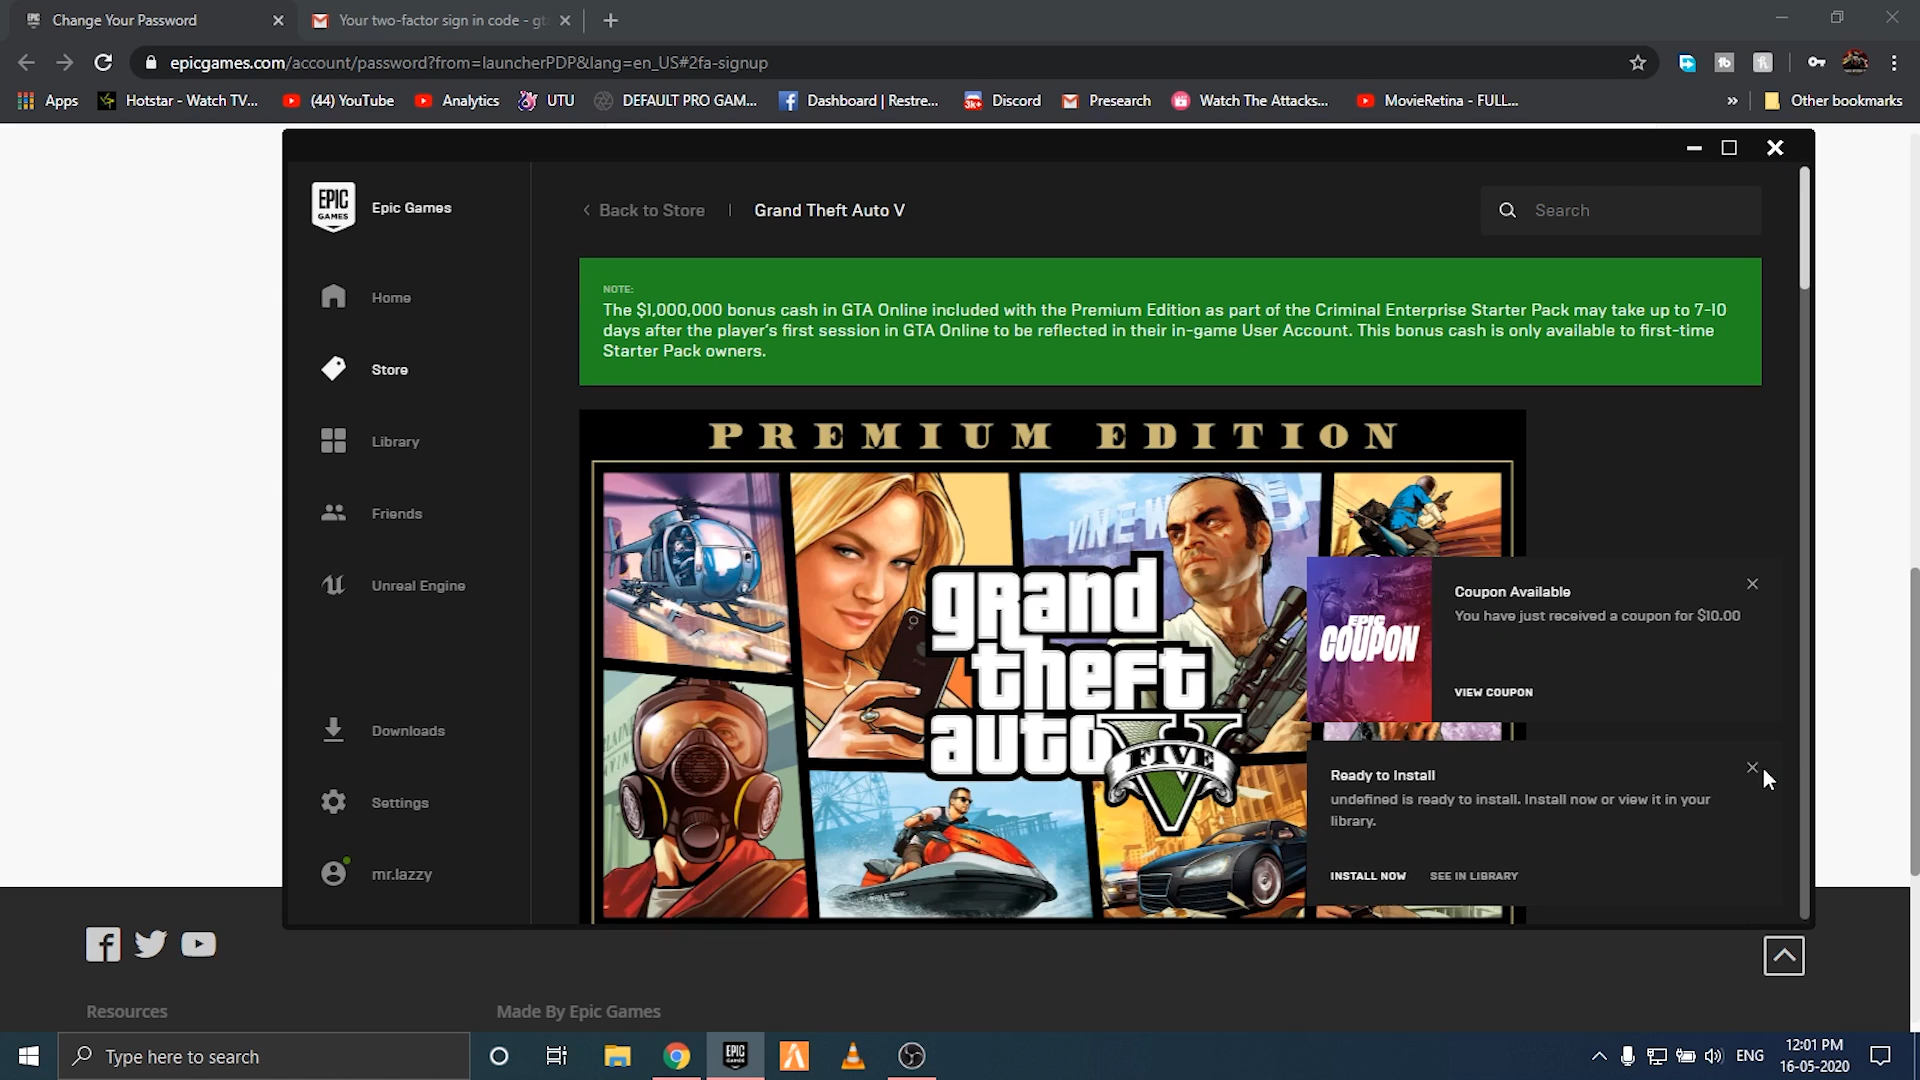 Change Your Password
Your two-factor sign in code - gt
epicgames.com/account/password?from=launcherPDP&lang=en_US#2fa-signup
Apps
Hotstar - Watch TV...
(44) YouTube
Analytics
UTU
DEFAULT PRO GAM...
Dashboard | Restre...
Discord
Presearch
Watch The Attacks...
MovieRetina - FULL...
»
Other bookmarks
EPIC GAMES
Epic Games
Back to Store
Grand Theft Auto V
Search
Home
Store
Library
Friends
Unreal Engine
Downloads
Settings
mr.lazzy
NOTE:
The $1,000,000 bonus cash in GTA Online included with the Premium Edition as part of the Criminal Enterprise Starter Pack may take up to 7-10
days after the player's first session in GTA Online to be reflected in their in-game User Account. This bonus cash is only available to first-time
Starter Pack owners.
PREMIUM EDITION
grand
theft
auto V
FIVE
EPIC
COUPON
Coupon Available
You have just received a coupon for $10.00
VIEW COUPON
Ready to Install
undefined is ready to install. Install now or view it in your
library.
INSTALL NOW
SEE IN LIBRARY
Resources
Made By Epic Games
Type here to search
EPIC GAMES
ENG
12:01 PM
16-05-2020